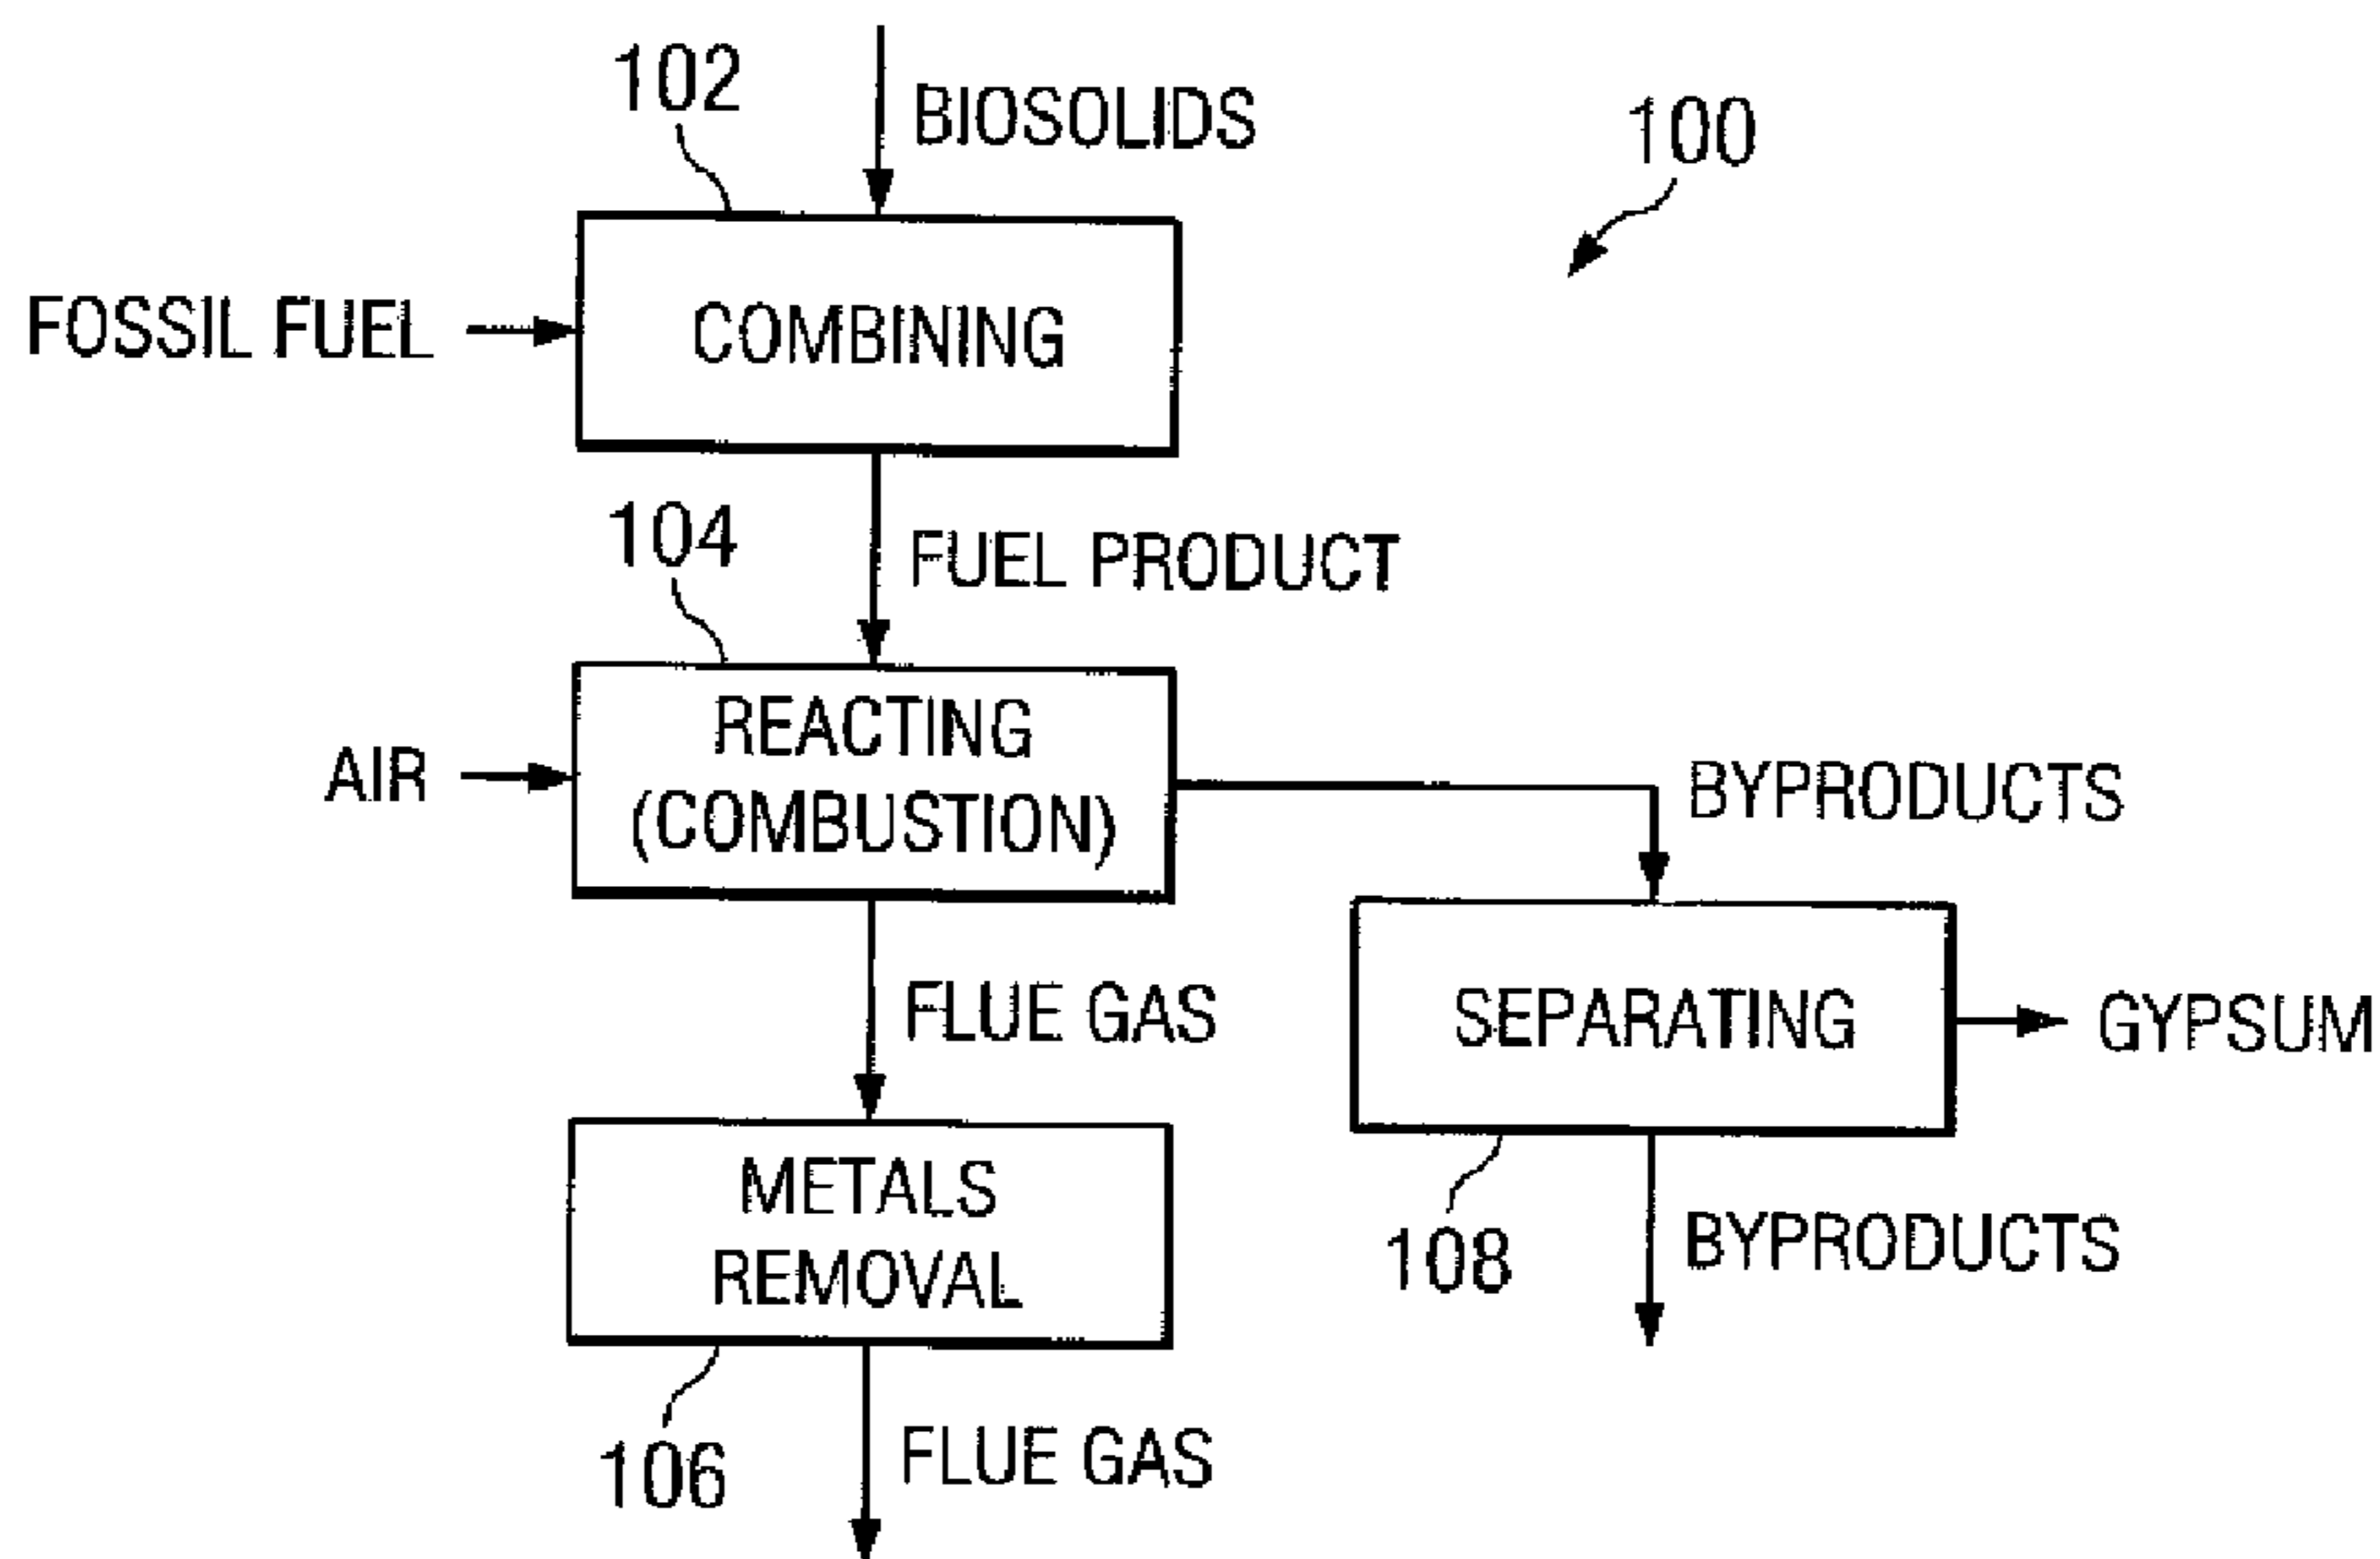 102
BIOSOLIDS
100
FOSSIL FUEL
COMBINING
104
FUEL PRODUCT
REACTING
(COMBUSTION)
AIR
BYPRODUCTS
FLUE GAS
SEPARATING
GYPSUM
METALS
REMOVAL
108
BYPRODUCTS
106
FLUE GAS